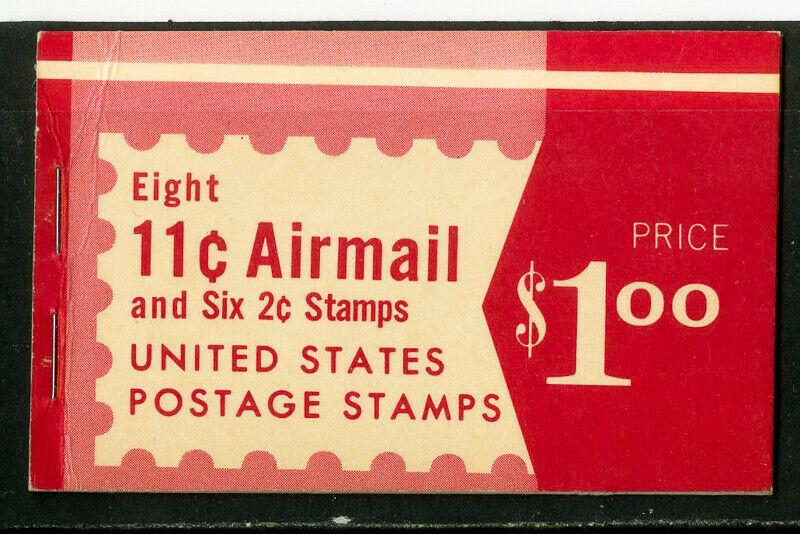 Eight
11¢ Airmail
and Six 2¢ Stamps
UNITED STATES
POSTAGE STAMPS
PRICE
$1 00